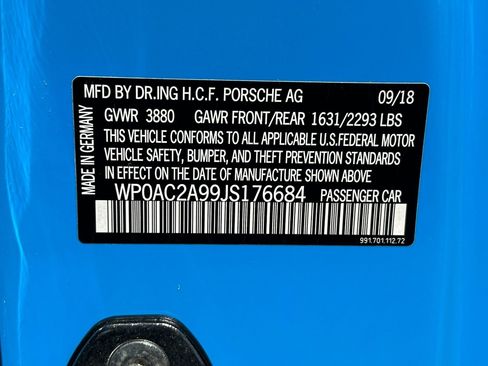 MFD BY DR.ING H.C.F. PORSCHE AG 09/18
GVWR 3880 GAWR FRONT/REAR 1631/2293 LBS
THIS VEHICLE CONFORMS TO ALL APPLICABLE U.S.FEDERAL MOTOR
VEHICLE SAFETY, BUMPER, AND THEFT PREVENTION STANDARDS
IN EFFECT ON THE DATE OF MANUFACTURE SHOWN ABOVE
WP0AC2A99JS176684 PASSENGER CAR
MADE IN GERMANY
991.701.112.72